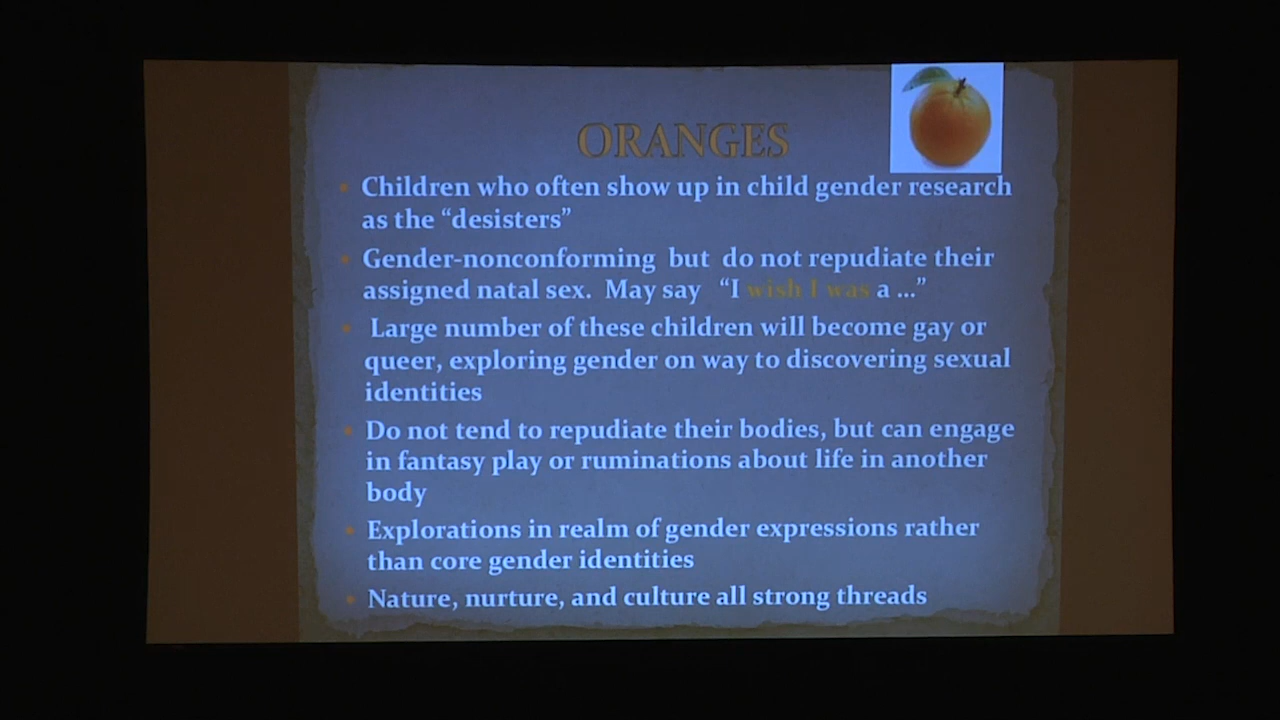 ORANGES
• Children who often show up in child gender research
as the “desisters”
• Gender-nonconforming but do not repudiate their
assigned natal sex. May say “I wish I was a ...”
• Large number of these children will become gay or
queer, exploring gender on way to discovering sexual
identities
• Do not tend to repudiate their bodies, but can engage
in fantasy play or ruminations about life in another
body
• Explorations in realm of gender expressions rather
than core gender identities
• Nature, nurture, and culture all strong threads